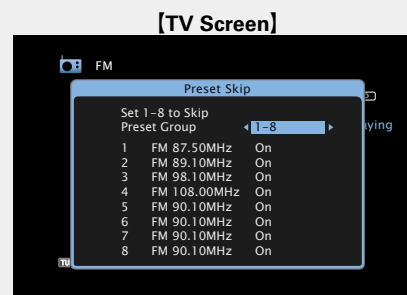 【TV Screen】
FM
Preset Skip
Set 1–8 to Skip
Preset Group 1–8
ying
1 FM 87.50MHz On
2 FM 89.10MHz On
3 FM 98.10MHz On
4 FM 108.00MHz On
5 FM 90.10MHz On
6 FM 90.10MHz On
7 FM 90.10MHz On
8 FM 90.10MHz On
TU